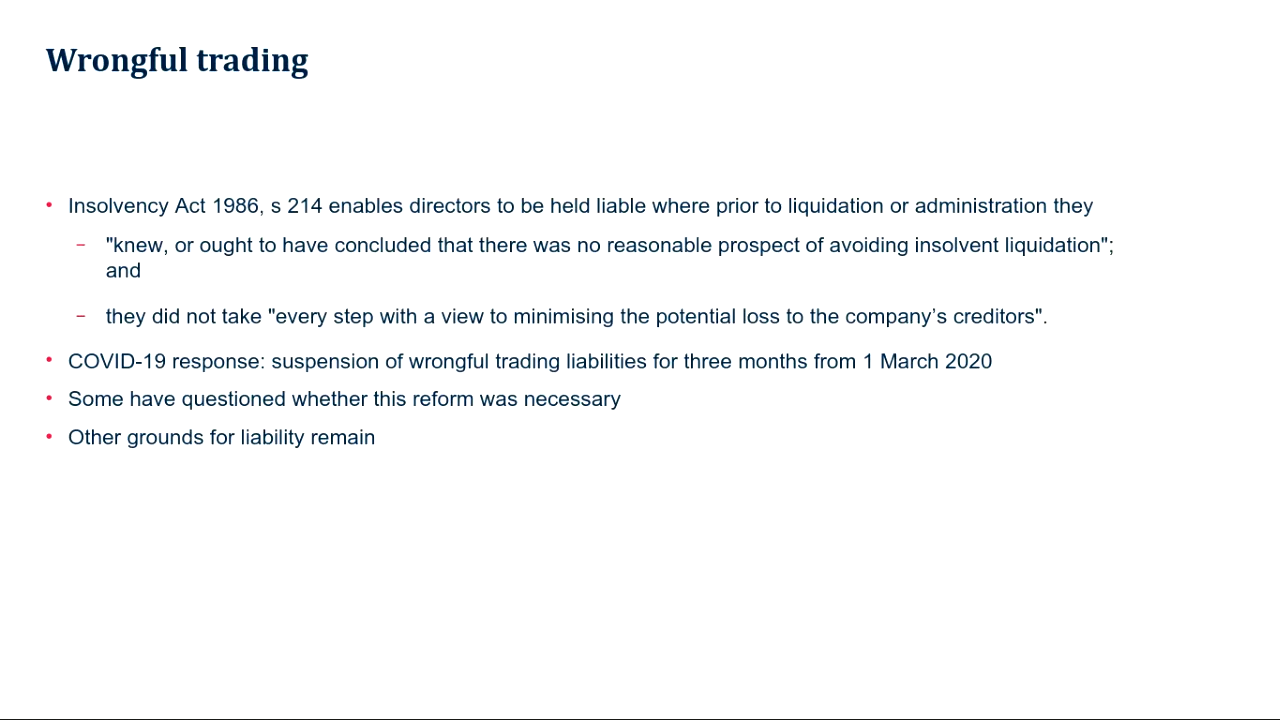 Wrongful trading
• Insolvency Act 1986, s 214 enables directors to be held liable where prior to liquidation or administration they
– "knew, or ought to have concluded that there was no reasonable prospect of avoiding insolvent liquidation";
and
– they did not take "every step with a view to minimising the potential loss to the company’s creditors".
• COVID-19 response: suspension of wrongful trading liabilities for three months from 1 March 2020
• Some have questioned whether this reform was necessary
• Other grounds for liability remain